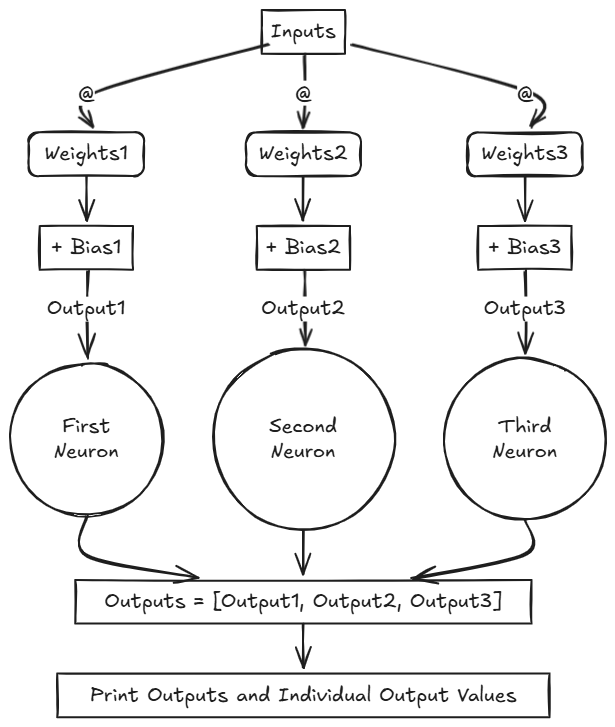 Inputs
@ @ @
Weights1 Weights2 Weights3
+ Bias1 + Bias2 + Bias3
Output1 Output2 Output3
First Second Third
Neuron Neuron Neuron
Outputs = [Output1, Output2, Output3]
Print Outputs and Individual Output Values